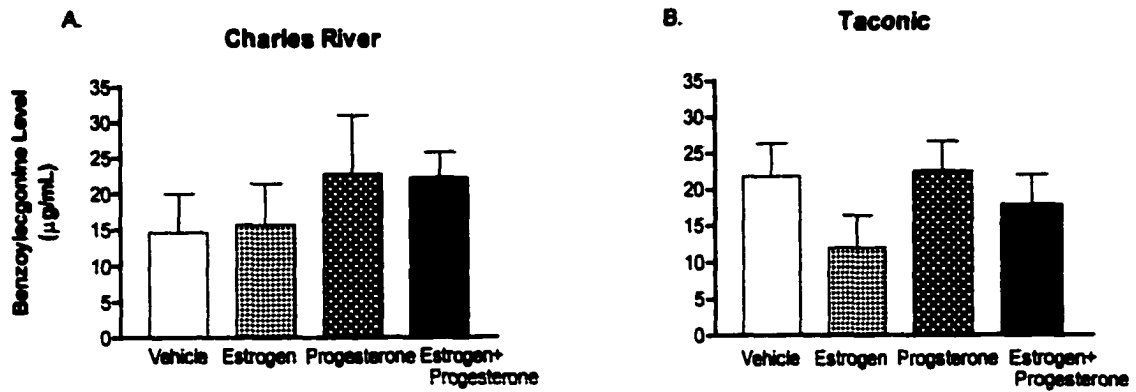 A.
Charles River
Benzoylecgonine Level
(µg/mL)
35
30
25
20
15
10
5
0
Vehicle Estrogen Progesterone Estrogen+
Progesterone
B.
Taconic
35
30
25
20
15
10
5
0
Vehicle Estrogen Progsterone Estrogen+
Progesterone